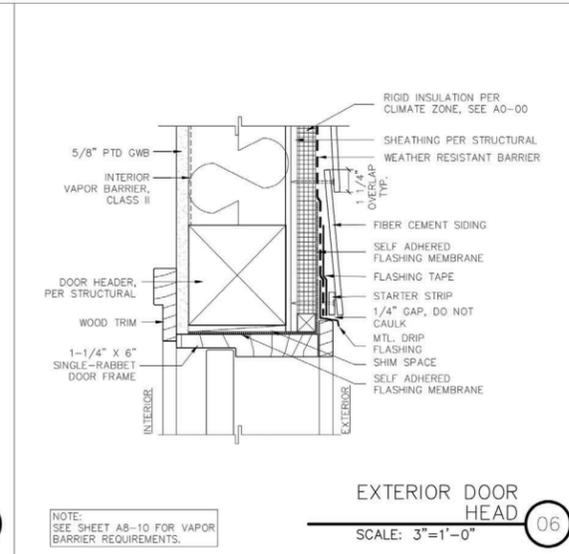 5/8" PTD GWB
INTERIOR
VAPOR BARRIER,
CLASS II
DOOR HEADER,
PER STRUCTURAL
WOOD TRIM
1-1/4" X 6"
SINGLE-RABBET
DOOR FRAME
INTERIOR
EXTERIOR
RIGID INSULATION PER
CLIMATE ZONE, SEE A0-00
SHEATHING PER STRUCTURAL
WEATHER RESISTANT BARRIER
1 1/4"
OVERLAP
TYP.
FIBER CEMENT SIDING
SELF ADHERED
FLASHING MEMBRANE
FLASHING TAPE
STARTER STRIP
1/4" GAP, DO NOT
CAULK
MTL. DRIP
FLASHING
SHIM SPACE
SELF ADHERED
FLASHING MEMBRANE
NOTE:
SEE SHEET A8-10 FOR VAPOR
BARRIER REQUIREMENTS.
EXTERIOR DOOR
HEAD
06
SCALE: 3"=1'-0"